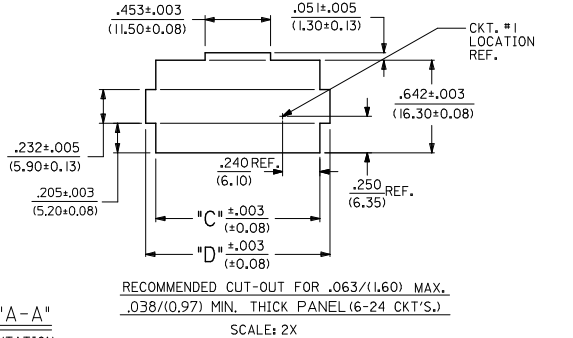 .453±.003
(11.50±0.08)
.051±.005
(1.30±0.13)
CKT. #1
LOCATION
REF.
.642±.003
(16.30±0.08)
.232±.005
(5.90±0.13)
.205±.003
(5.20±0.08)
.240 REF.
(6.10)
.250 REF.
(6.35)
"C" ±.003
(±0.08)
"D" ±.003
(±0.08)
RECOMMENDED CUT-OUT FOR .063/(1.60) MAX.
.038/(0.97) MIN. THICK PANEL (6-24 CKT'S.)
SCALE: 2X
"A-A"